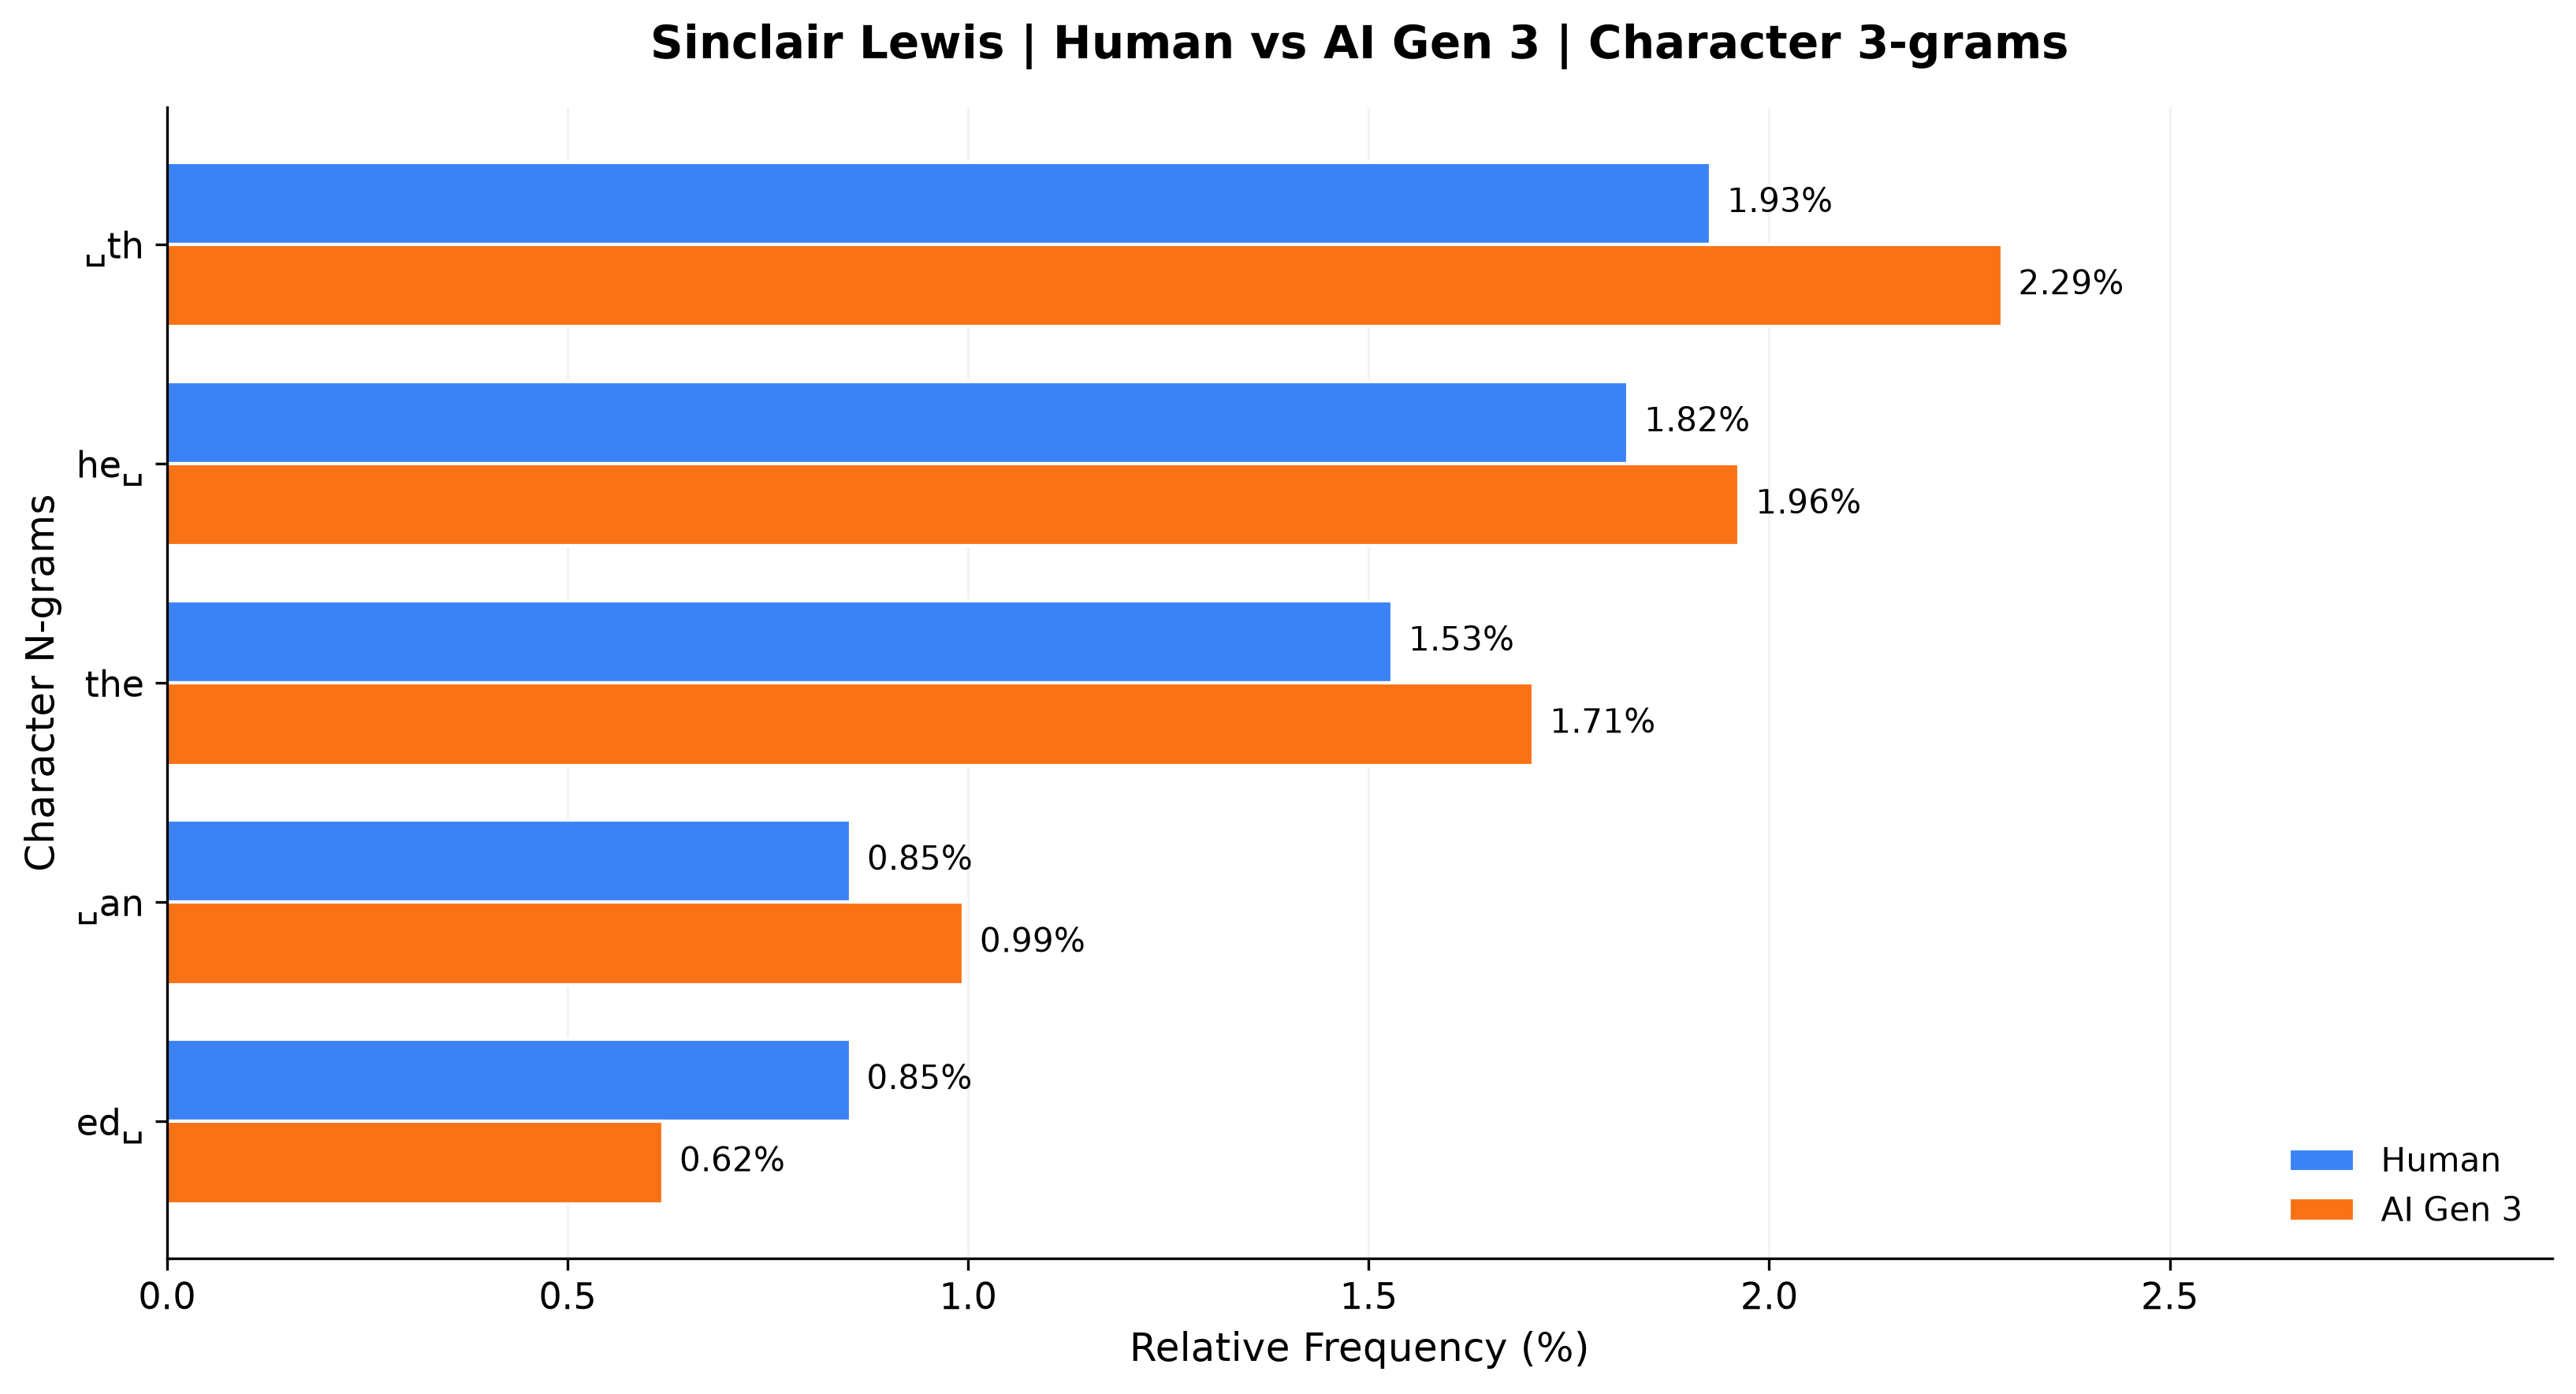 Sinclair Lewis | Human vs AI Gen 3 | Character 3-grams
Character N-grams
␣th
1.93%
2.29%
he␣
1.82%
1.96%
the
1.53%
1.71%
␣an
0.85%
0.99%
ed␣
0.85%
0.62%
Human
AI Gen 3
0.0 0.5 1.0 1.5 2.0 2.5
Relative Frequency (%)